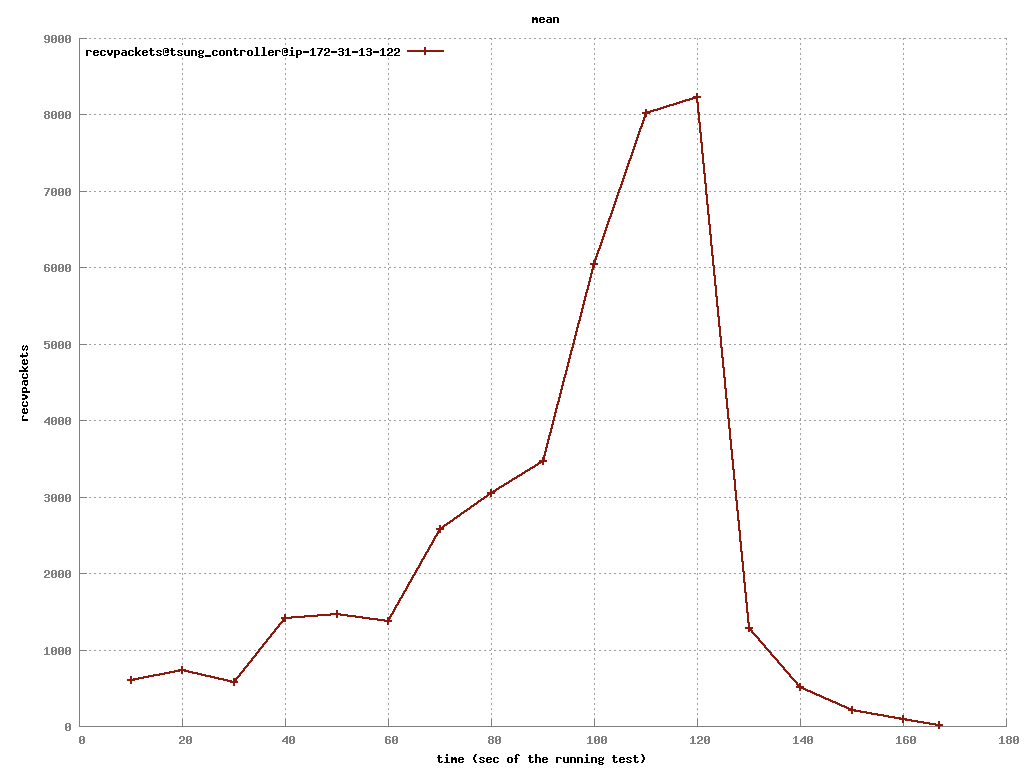 mean
9000
recvpackets@tsung_controller@ip-172-31-13-122
8000
7000
6000
5000
recvpackets
4000
3000
2000
1000
0
0 20 40 60 80 100 120 140 160 180
time (sec of the running test)